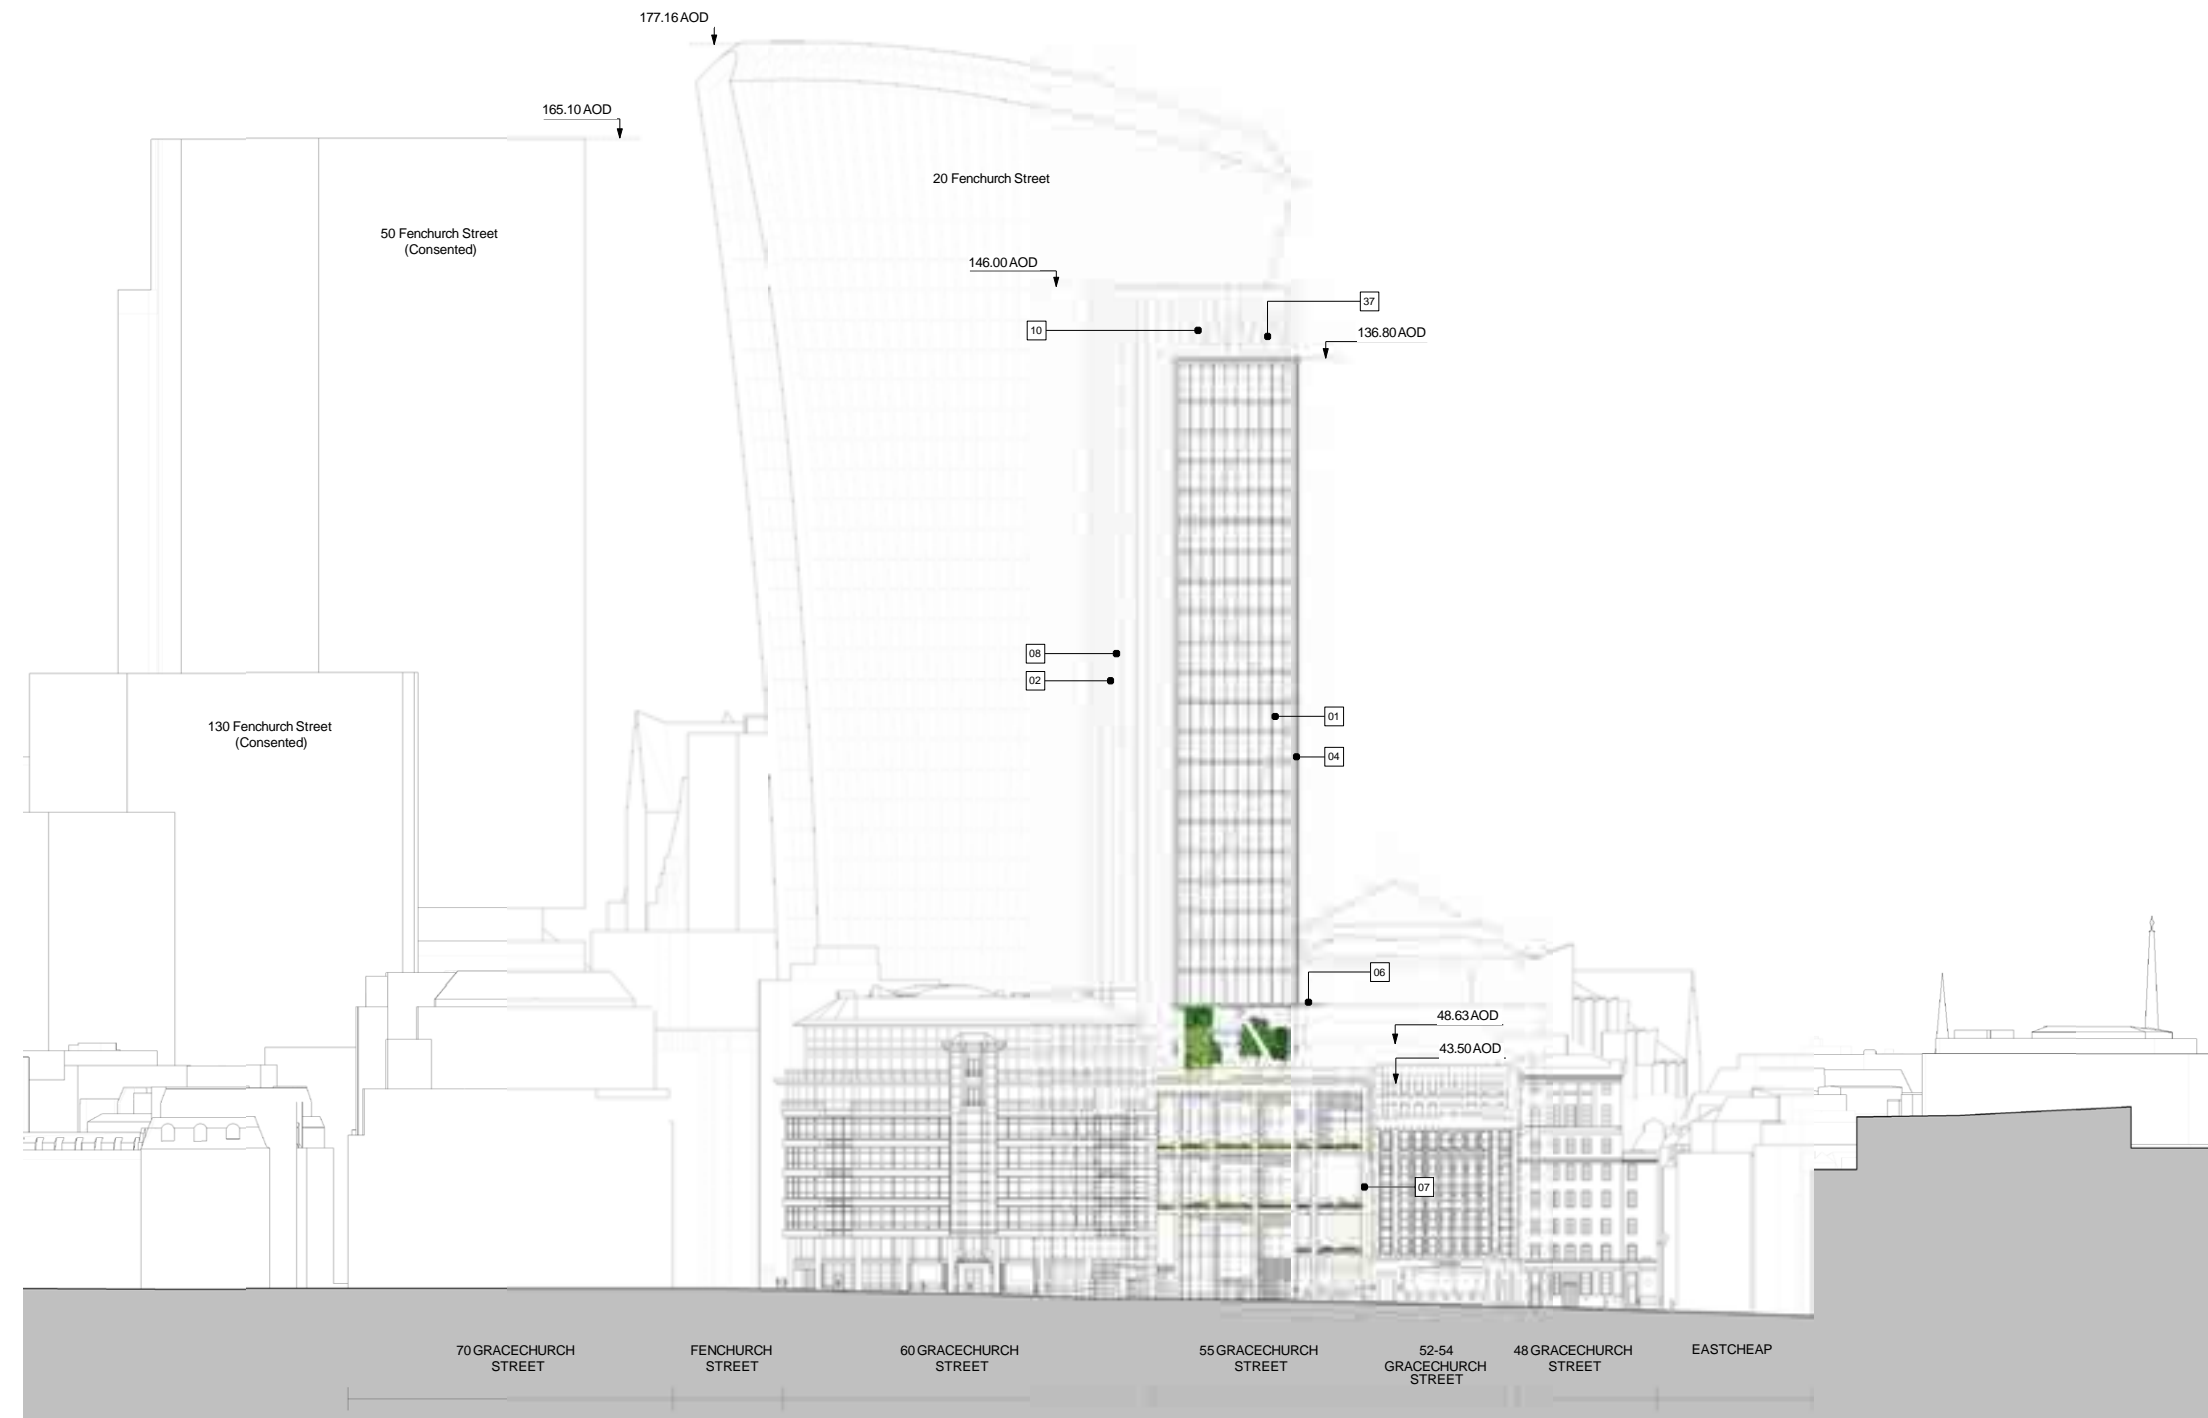 177.16 AOD
165.10 AOD
20 Fenchurch Street
50 Fenchurch Street
(Consented)
146.00 AOD
37
10
136.80 AOD
08
02
01
130 Fenchurch Street
(Consented)
04
06
48.63 AOD
43.50 AOD
07
70 GRACECHURCH
STREET
FENCHURCH
STREET
60 GRACECHURCH
STREET
55 GRACECHURCH
STREET
52-54
GRACECHURCH
STREET
48 GRACECHURCH
STREET
EASTCHEAP